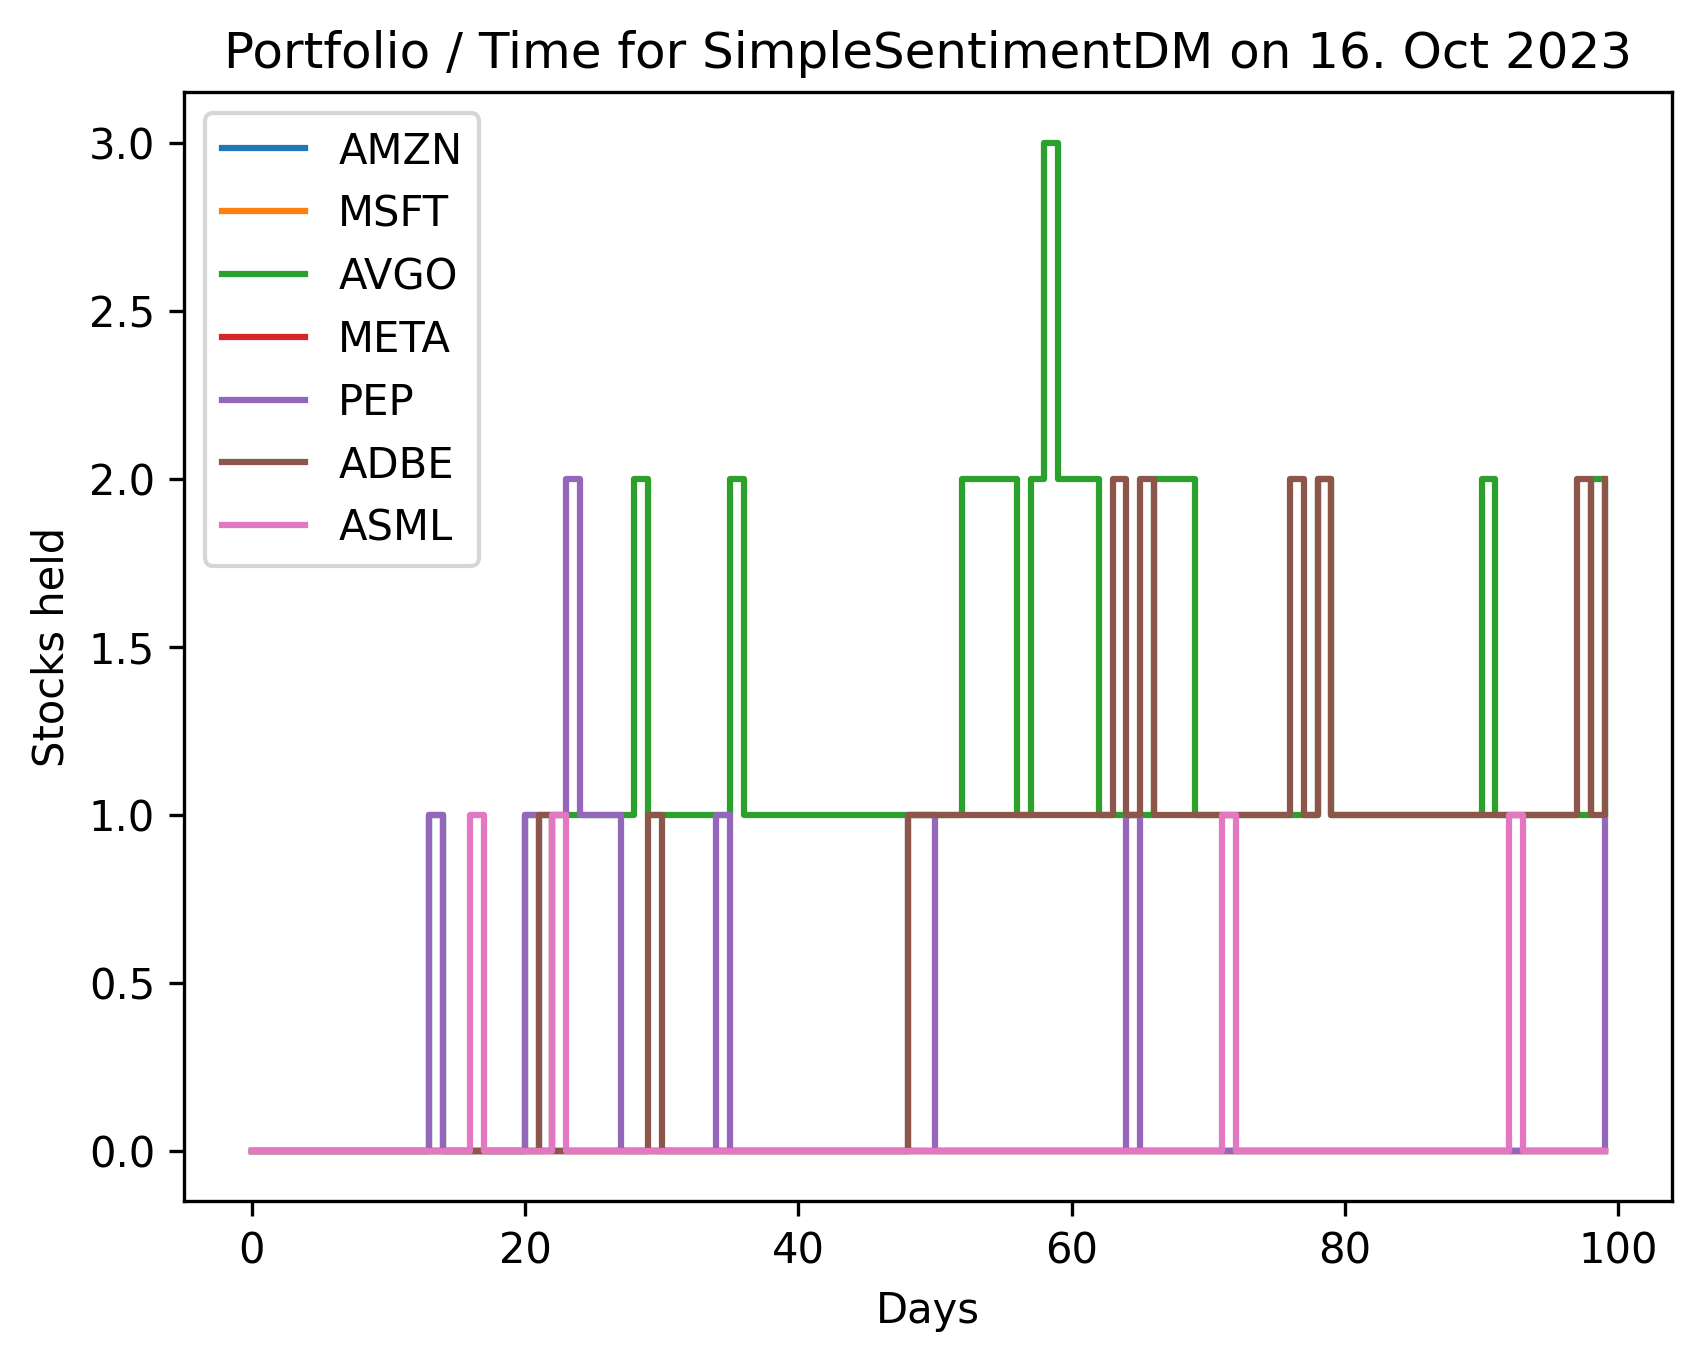 Portfolio / Time for SimpleSentimentDM on 16. Oct 2023
AMZN
MSFT
AVGO
META
PEP
ADBE
ASML
3.0
2.5
2.0
1.5
1.0
0.5
0.0
Stocks held
0 20 40 60 80 100
Days